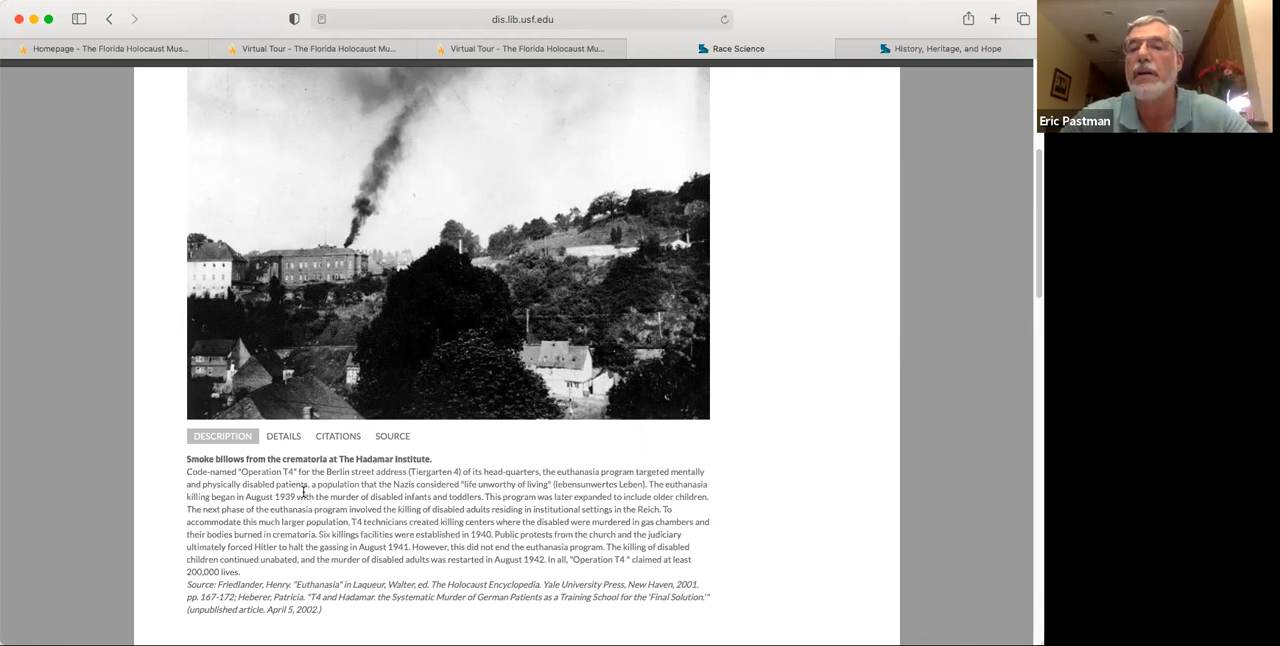 dis.lib.usf.edu
Homepage - The Florida Holocaust Mus...
Virtual Tour - The Florida Holocaust Mu...
Virtual Tour - The Florida Holocaust Mu...
Race Science
History, Heritage, and Hope
Eric Pastman
DESCRIPTION DETAILS CITATIONS SOURCE
Smoke billows from the crematoria at The Hadamar Institute.
Code-named "Operation T4" for the Berlin street address (Tiergarten 4) of its head-quarters, the euthanasia program targeted mentally
and physically disabled patients, a population that the Nazis considered "life unworthy of living" (lebensunwertes Leben). The euthanasia
killing began in August 1939 with the murder of disabled infants and toddlers. This program was later expanded to include older children.
The next phase of the euthanasia program involved the killing of disabled adults residing in institutional settings in the Reich. To
accommodate this much larger population, T4 technicians created killing centers where the disabled were murdered in gas chambers and
their bodies burned in crematoria. Six killings facilities were established in 1940. Public protests from the church and the judiciary
ultimately forced Hitler to halt the gassing in August 1941. However, this did not end the euthanasia program. The killing of disabled
children continued unabated, and the murder of disabled adults was restarted in August 1942. In all, "Operation T4 " claimed at least
200,000 lives.
Source: Friedlander, Henry. "Euthanasia" in Laqueur, Walter, ed. The Holocaust Encyclopedia. Yale University Press, New Haven, 2001.
pp. 167-172; Heberer, Patricia. "T4 and Hadamar. the Systematic Murder of German Patients as a Training School for the 'Final Solution.'"
(unpublished article. April 5, 2002.)